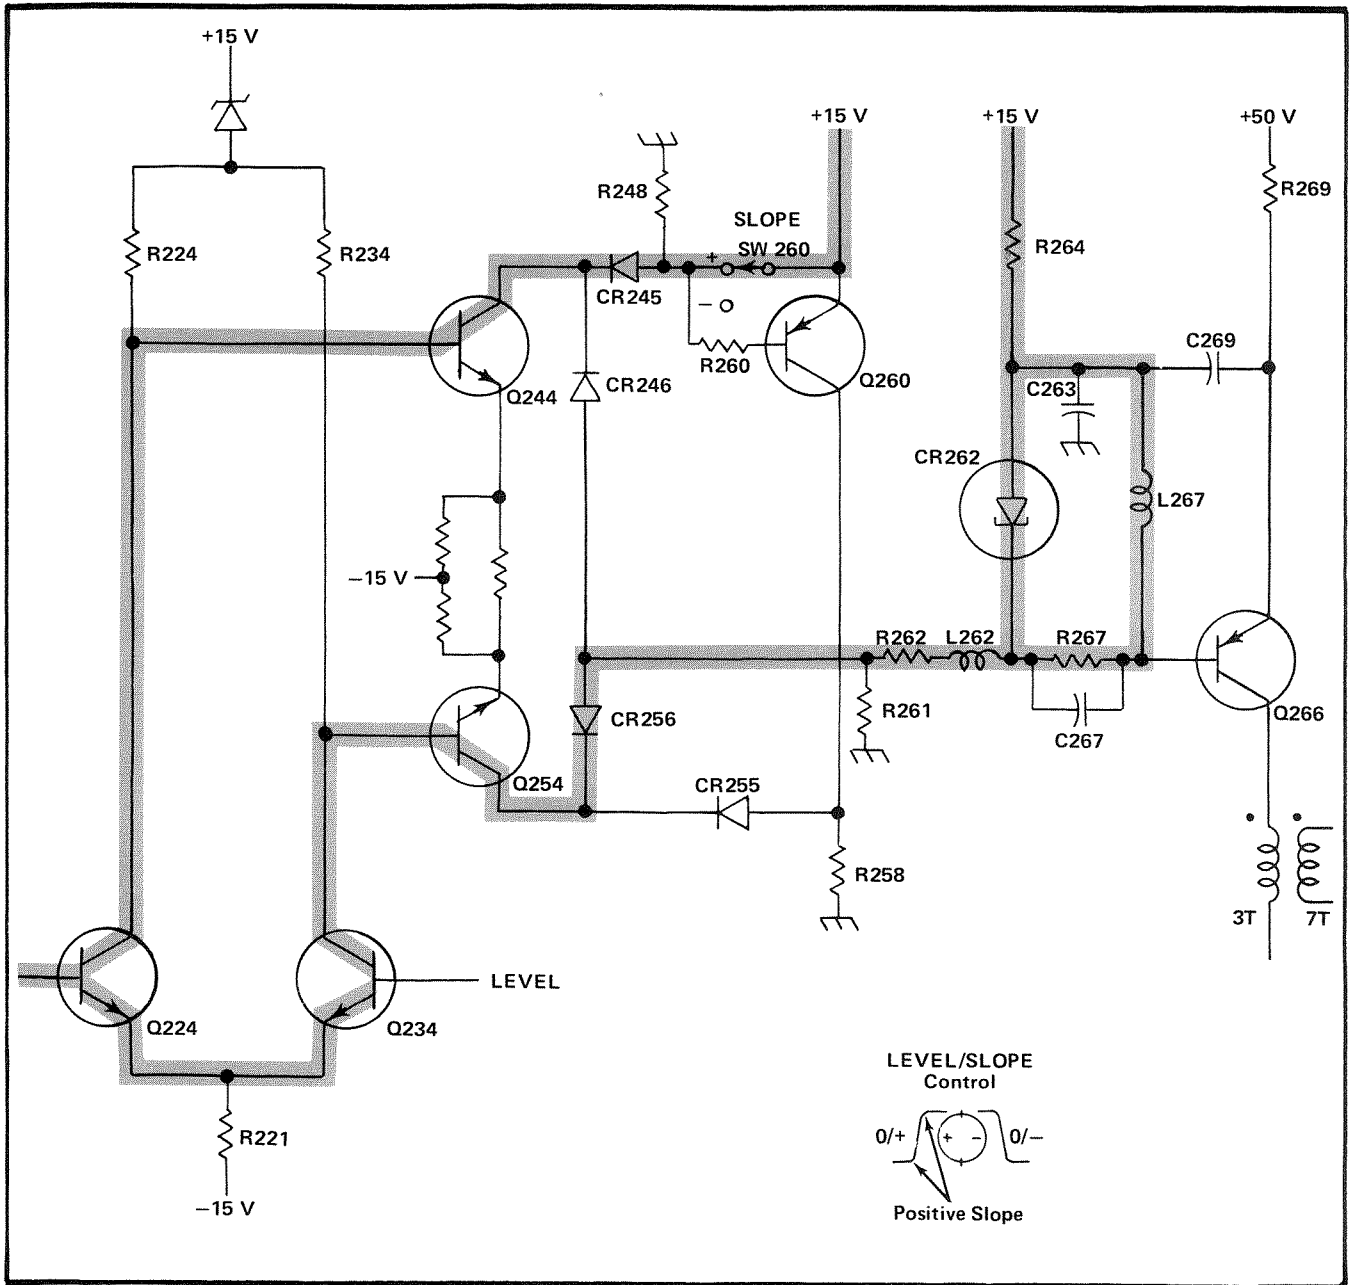 +15 V
+15 V
+15 V
+50 V
R248
R269
SLOPE
SW 260
R224
R234
R264
+
CR245
–
C269
R260
Q260
CR246
C263
Q244
CR262
L267
–15 V
R262
L262
R267
R261
CR256
Q266
C267
Q254
CR255
R258
3T
7T
LEVEL
Q224
Q234
LEVEL/SLOPE
Control
0/+
+
–
0/–
R221
–15 V
Positive Slope